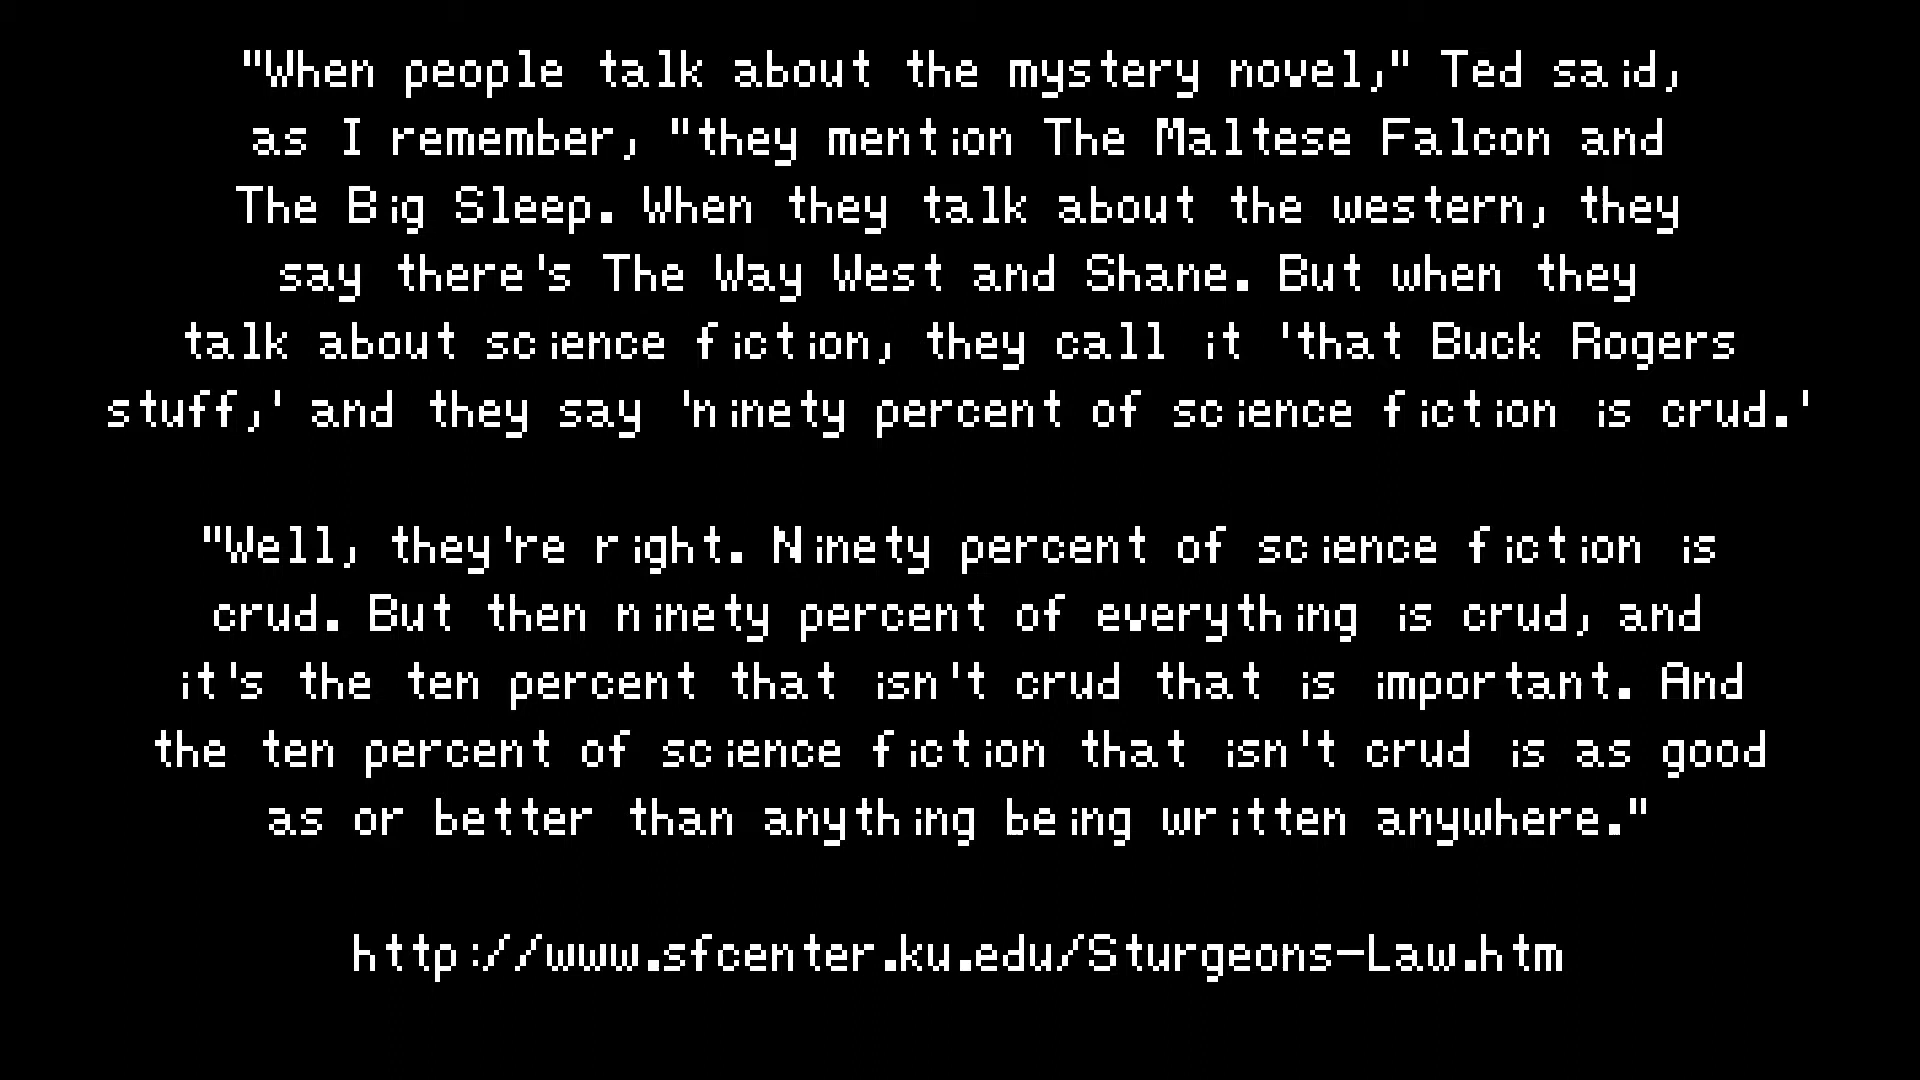 "When people talk about the mystery novel," Ted said,
as I remember, "they mention The Maltese Falcon and
The Big Sleep. When they talk about the western, they
say there's The Way West and Shane. But when they
talk about science fiction, they call it 'that Buck Rogers
stuff,' and they say 'ninety percent of science fiction is crud.'
"Well, they're right. Ninety percent of science fiction is
crud. But then ninety percent of everything is crud, and
it's the ten percent that isn't crud that is important. And
the ten percent of science fiction that isn't crud is as good
as or better than anything being written anywhere."
http://www.sfcenter.ku.edu/Sturgeons-Law.htm